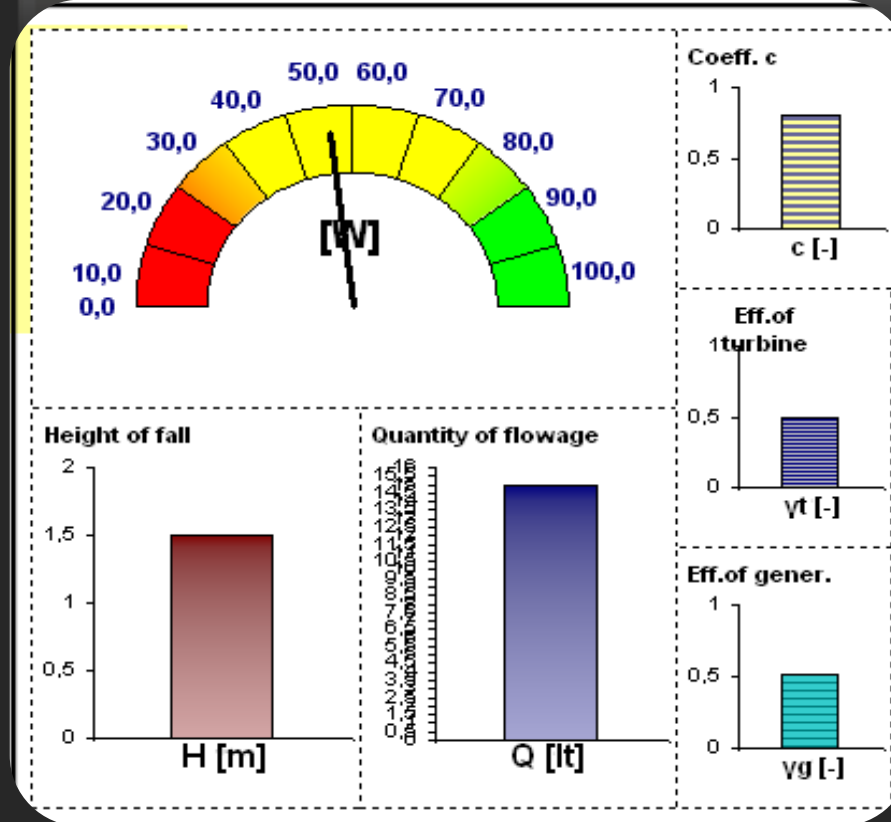 50,0 60,0
40,0 70,0
30,0 80,0
20,0 90,0
10,0 100,0
0,0
[W]
Coeff. c
1
0,5
0
c [-]
Eff.of
turbine
1
0,5
0
γt [-]
Height of fall
2
1,5
1
0,5
0
H [m]
Quantity of flowage
Q [lt]
Eff.of gener.
1
0,5
0
γg [-]